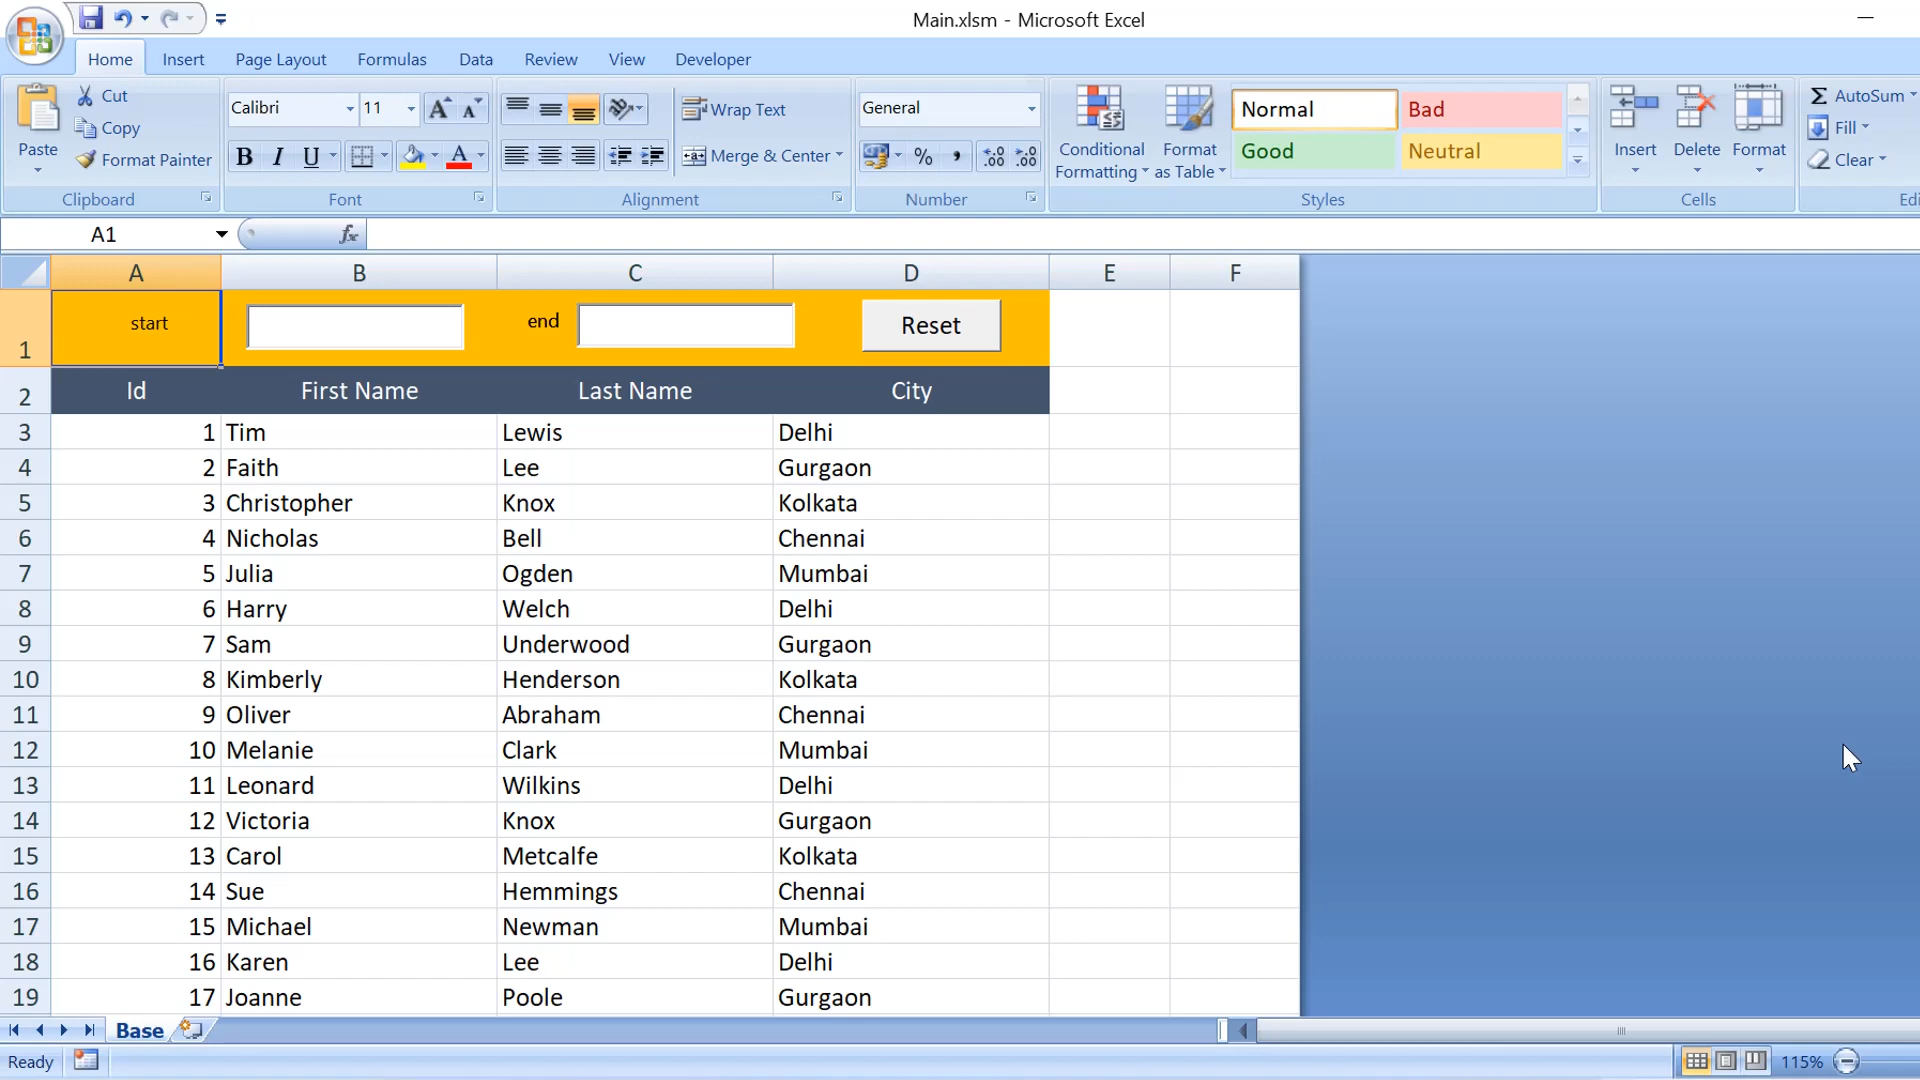 Main.xlsm - Microsoft Excel
Home Insert Page Layout Formulas Data Review View Developer
Cut
Copy
Format Painter
Paste
Clipboard
Calibri 11
B I U
Font
Wrap Text
Merge & Center
Alignment
General
%
Number
Conditional Formatting
Format as Table
Normal Bad
Good Neutral
Styles
Insert Delete Format
Cells
Σ AutoSum
Fill
Clear
Edi
A1 fx
A B C D E F
1 start end Reset
2 Id First Name Last Name City
3 1 Tim Lewis Delhi
4 2 Faith Lee Gurgaon
5 3 Christopher Knox Kolkata
6 4 Nicholas Bell Chennai
7 5 Julia Ogden Mumbai
8 6 Harry Welch Delhi
9 7 Sam Underwood Gurgaon
10 8 Kimberly Henderson Kolkata
11 9 Oliver Abraham Chennai
12 10 Melanie Clark Mumbai
13 11 Leonard Wilkins Delhi
14 12 Victoria Knox Gurgaon
15 13 Carol Metcalfe Kolkata
16 14 Sue Hemmings Chennai
17 15 Michael Newman Mumbai
18 16 Karen Lee Delhi
19 17 Joanne Poole Gurgaon
Base
Ready 115%